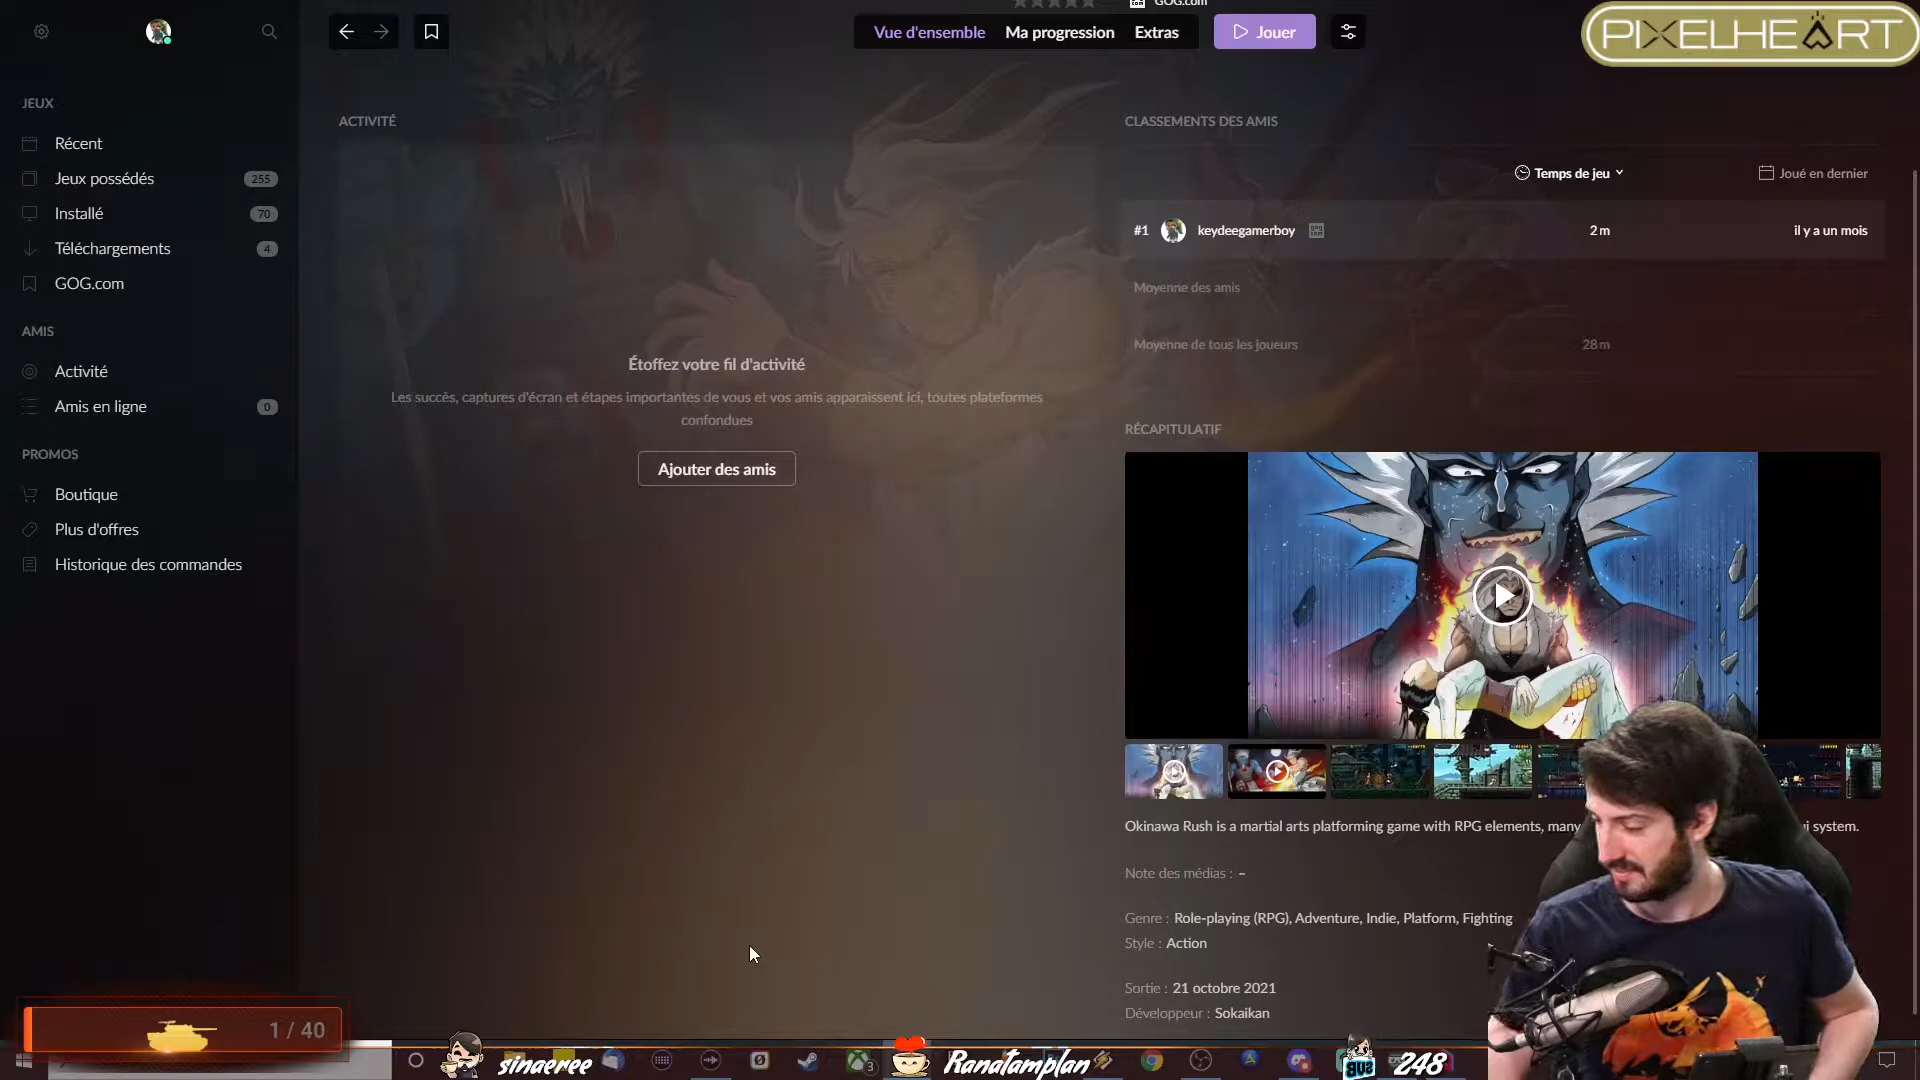 GOG.com
Vue d'ensemble
Ma progression
Extras
Jouer
PIXELHEART
JEUX
Récent
Jeux possédés 255
Installé 70
Téléchargements 4
GOG.com
AMIS
Activité
Amis en ligne 0
PROMOS
Boutique
Plus d'offres
Historique des commandes
ACTIVITÉ
Étoffez votre fil d'activité
Les succès, captures d'écran et étapes importantes de vous et vos amis apparaissent ici, toutes plateformes
confondues
Ajouter des amis
CLASSEMENTS DES AMIS
Temps de jeu
Joué en dernier
#1 keydeegamerboy 2 m il y a un mois
Moyenne des amis
Moyenne de tous les joueurs 28 m
RÉCAPITULATIF
Okinawa Rush is a martial arts platforming game with RPG elements, many system.
Note des médias : –
Genre : Role-playing (RPG), Adventure, Indie, Platform, Fighting
Style : Action
Sortie : 21 octobre 2021
Développeur : Sokaikan
1 / 40
sinaeree
Ranatamplan
248